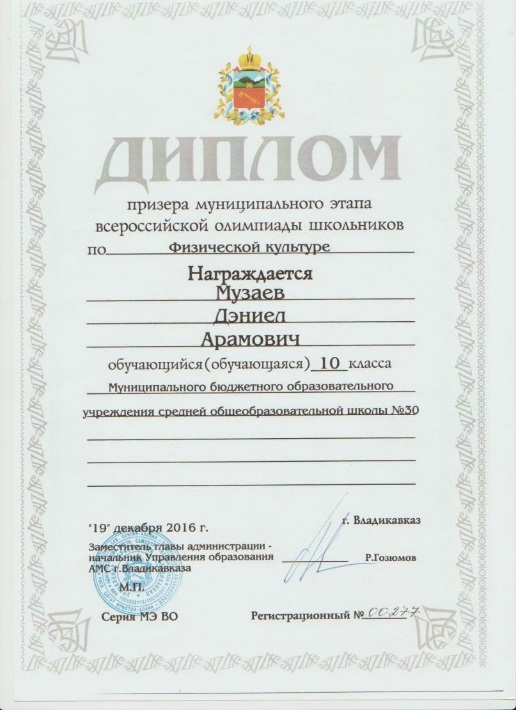 ДИПЛОМ
призера муниципального этапа
всероссийской олимпиады школьников
по Физической культуре
Награждается
Музаев
Дэниел
Арамович
обучающийся(обучающаяся) 10 класса
Муниципального бюджетного образовательного
учреждения средней общеобразовательной школы №30
г. Владикавказ
"19" декабря 2016 г.
Заместитель главы администрации -
начальник Управления образования
АМС г.Владикавказа
Р.Гозюмов
М.П.
Серия МЭ ВО
Регистрационный № 00277